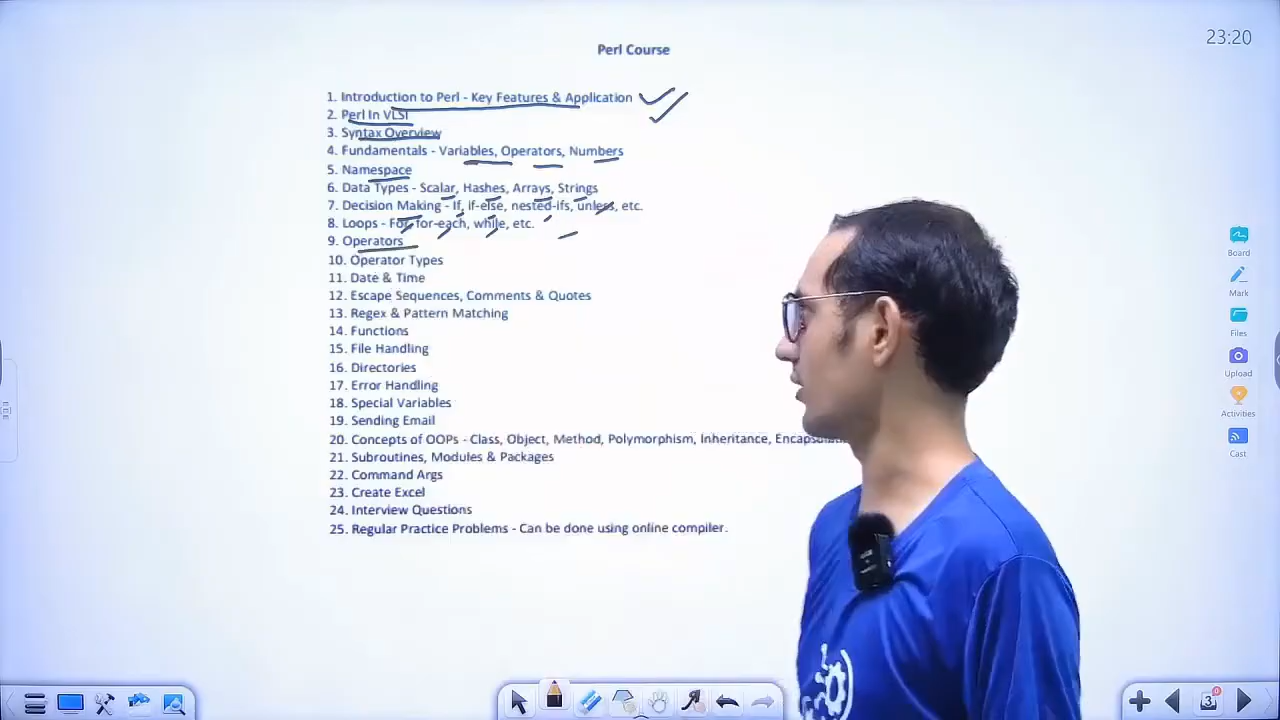 Perl Course
23:20
1. Introduction to Perl - Key Features & Application
2. Perl In VLSI
3. Syntax Overview
4. Fundamentals - Variables, Operators, Numbers
5. Namespace
6. Data Types - Scalar, Hashes, Arrays, Strings
7. Decision Making - If, if-else, nested-ifs, unless, etc.
8. Loops - For, for-each, while, etc.
9. Operators
10. Operator Types
11. Date & Time
12. Escape Sequences, Comments & Quotes
13. Regex & Pattern Matching
14. Functions
15. File Handling
16. Directories
17. Error Handling
18. Special Variables
19. Sending Email
20. Concepts of OOPs - Class, Object, Method, Polymorphism, Inheritance,
21. Subroutines, Modules & Packages
22. Command Args
23. Create Excel
24. Interview Questions
25. Regular Practice Problems - Can be done using online compiler.
Board
Mark
Files
Upload
Activities
Cast
3